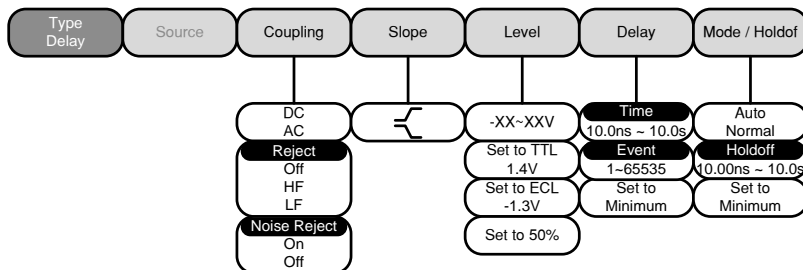 Type
Delay
Source
Coupling
Slope
Level
Delay
Mode / Holdof
DC
AC
Reject
Off
HF
LF
Noise Reject
On
Off
-XX~XXV
Set to TTL
1.4V
Set to ECL
-1.3V
Set to 50%
Time
10.0ns ~ 10.0s
Event
1~65535
Set to
Minimum
Auto
Normal
Holdoff
10.00ns ~ 10.0s
Set to
Minimum